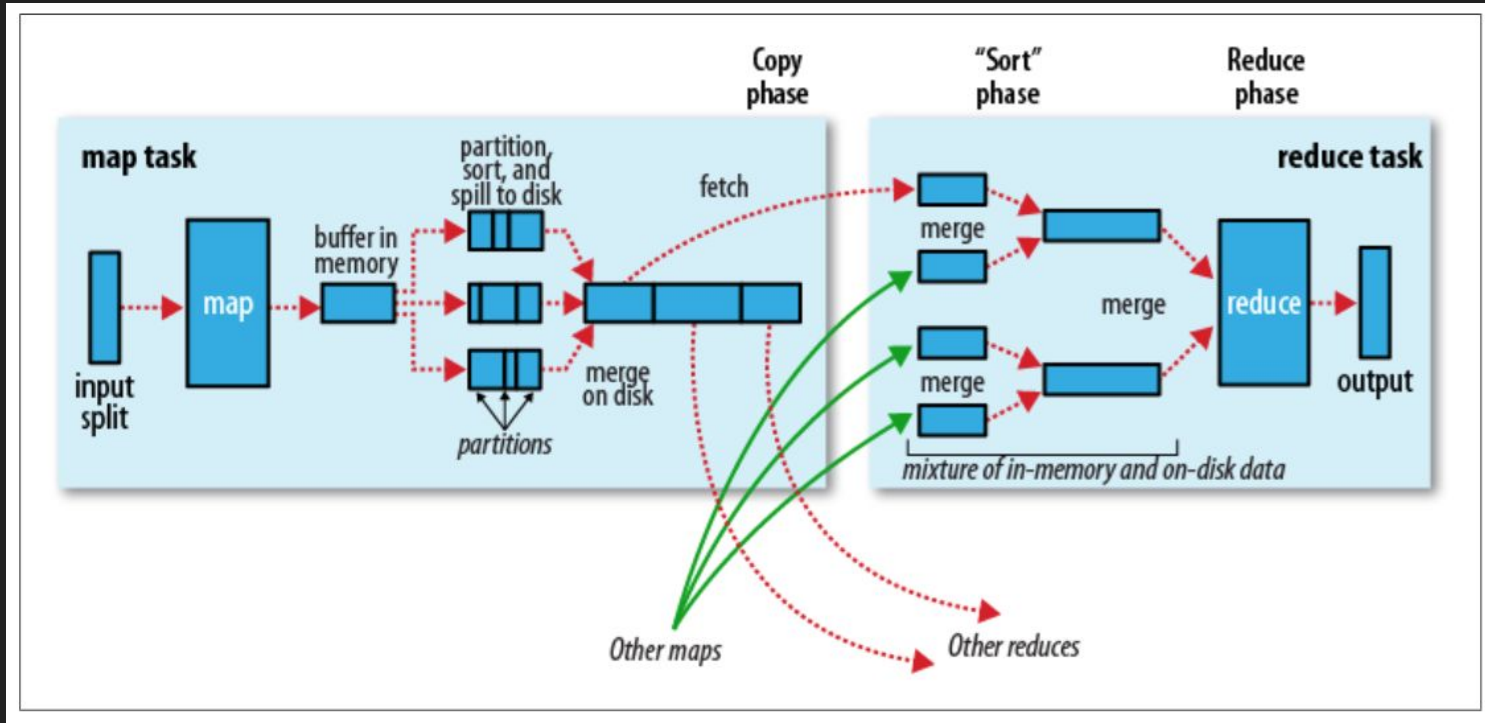 Copy
phase
“Sort”
phase
Reduce
phase
map task
reduce task
partition,
sort, and
spill to disk
fetch
buffer in
memory
map
input
split
merge
on disk
partitions
merge
merge
merge
reduce
output
mixture of in-memory and on-disk data
Other maps
Other reduces